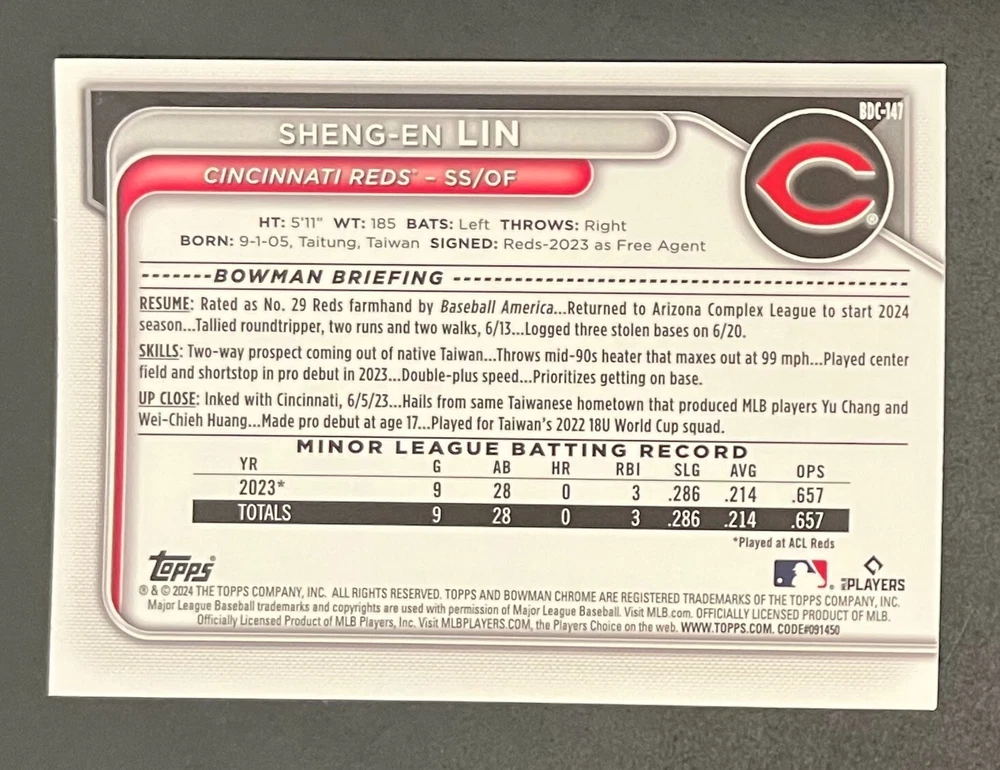 BDC-147
SHENG-EN LIN
CINCINNATI REDS® – SS/OF
HT: 5'11" WT: 185 BATS: Left THROWS: Right
BORN: 9-1-05, Taitung, Taiwan SIGNED: Reds-2023 as Free Agent
-------BOWMAN BRIEFING ------------------------------------------------
RESUME: Rated as No. 29 Reds farmhand by Baseball America...Returned to Arizona Complex League to start 2024
season...Tallied roundtripper, two runs and two walks, 6/13...Logged three stolen bases on 6/20.
SKILLS: Two-way prospect coming out of native Taiwan...Throws mid-90s heater that maxes out at 99 mph...Played center
field and shortstop in pro debut in 2023...Double-plus speed...Prioritizes getting on base.
UP CLOSE: Inked with Cincinnati, 6/5/23...Hails from same Taiwanese hometown that produced MLB players Yu Chang and
Wei-Chieh Huang...Made pro debut at age 17...Played for Taiwan's 2022 18U World Cup squad.
MINOR LEAGUE BATTING RECORD
YR G AB HR RBI SLG AVG OPS
2023* 9 28 0 3 .286 .214 .657
TOTALS 9 28 0 3 .286 .214 .657
*Played at ACL Reds
Topps®
PLAYERS
® & © 2024 THE TOPPS COMPANY, INC. ALL RIGHTS RESERVED. TOPPS AND BOWMAN CHROME ARE REGISTERED TRADEMARKS OF THE TOPPS COMPANY, INC.
Major League Baseball trademarks and copyrights are used with permission of Major League Baseball. Visit MLB.com. OFFICIALLY LICENSED PRODUCT OF MLB.
Officially Licensed Product of MLB Players, Inc. Visit MLBPLAYERS.COM, the Players Choice on the web. WWW.TOPPS.COM. CODE#091450